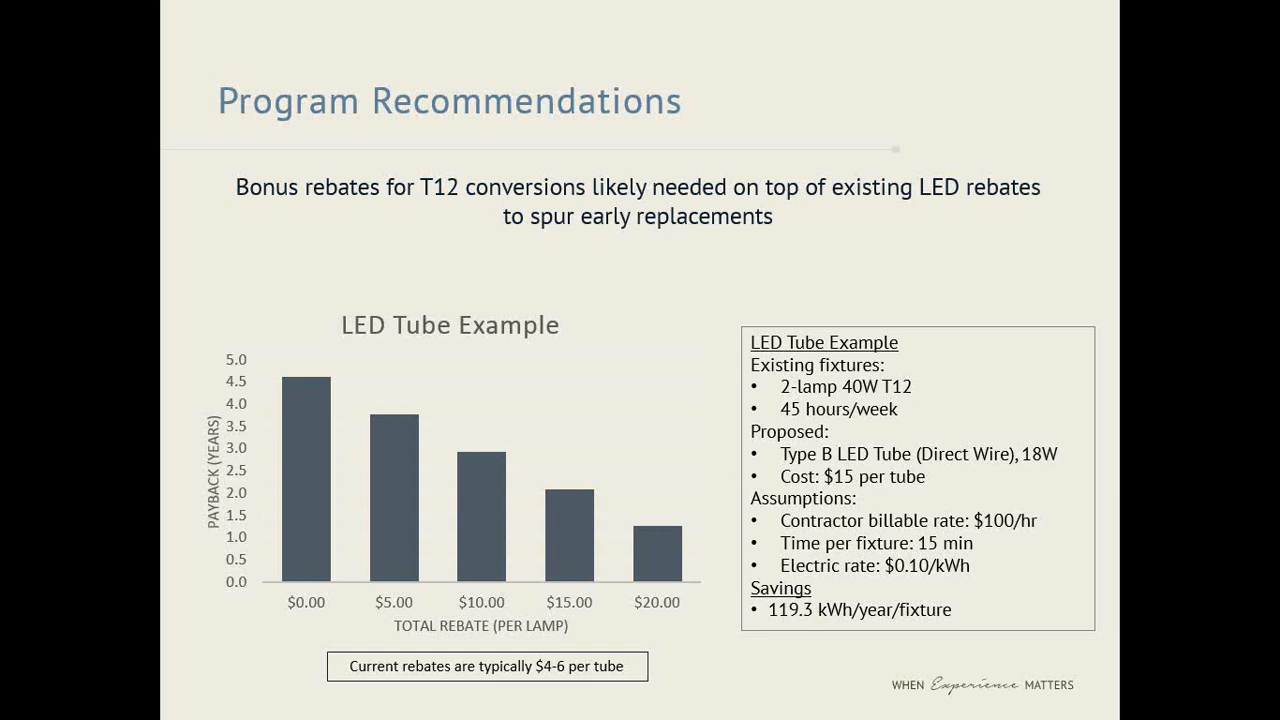 Program Recommendations
Bonus rebates for T12 conversions likely needed on top of existing LED rebates
to spur early replacements
LED Tube Example
PAYBACK (YEARS)
5.0
4.5
4.0
3.5
3.0
2.5
2.0
1.5
1.0
0.5
0.0
$0.00 $5.00 $10.00 $15.00 $20.00
TOTAL REBATE (PER LAMP)
Current rebates are typically $4-6 per tube
LED Tube Example
Existing fixtures:
• 2-lamp 40W T12
• 45 hours/week
Proposed:
• Type B LED Tube (Direct Wire), 18W
• Cost: $15 per tube
Assumptions:
• Contractor billable rate: $100/hr
• Time per fixture: 15 min
• Electric rate: $0.10/kWh
Savings
• 119.3 kWh/year/fixture
WHEN Experience MATTERS